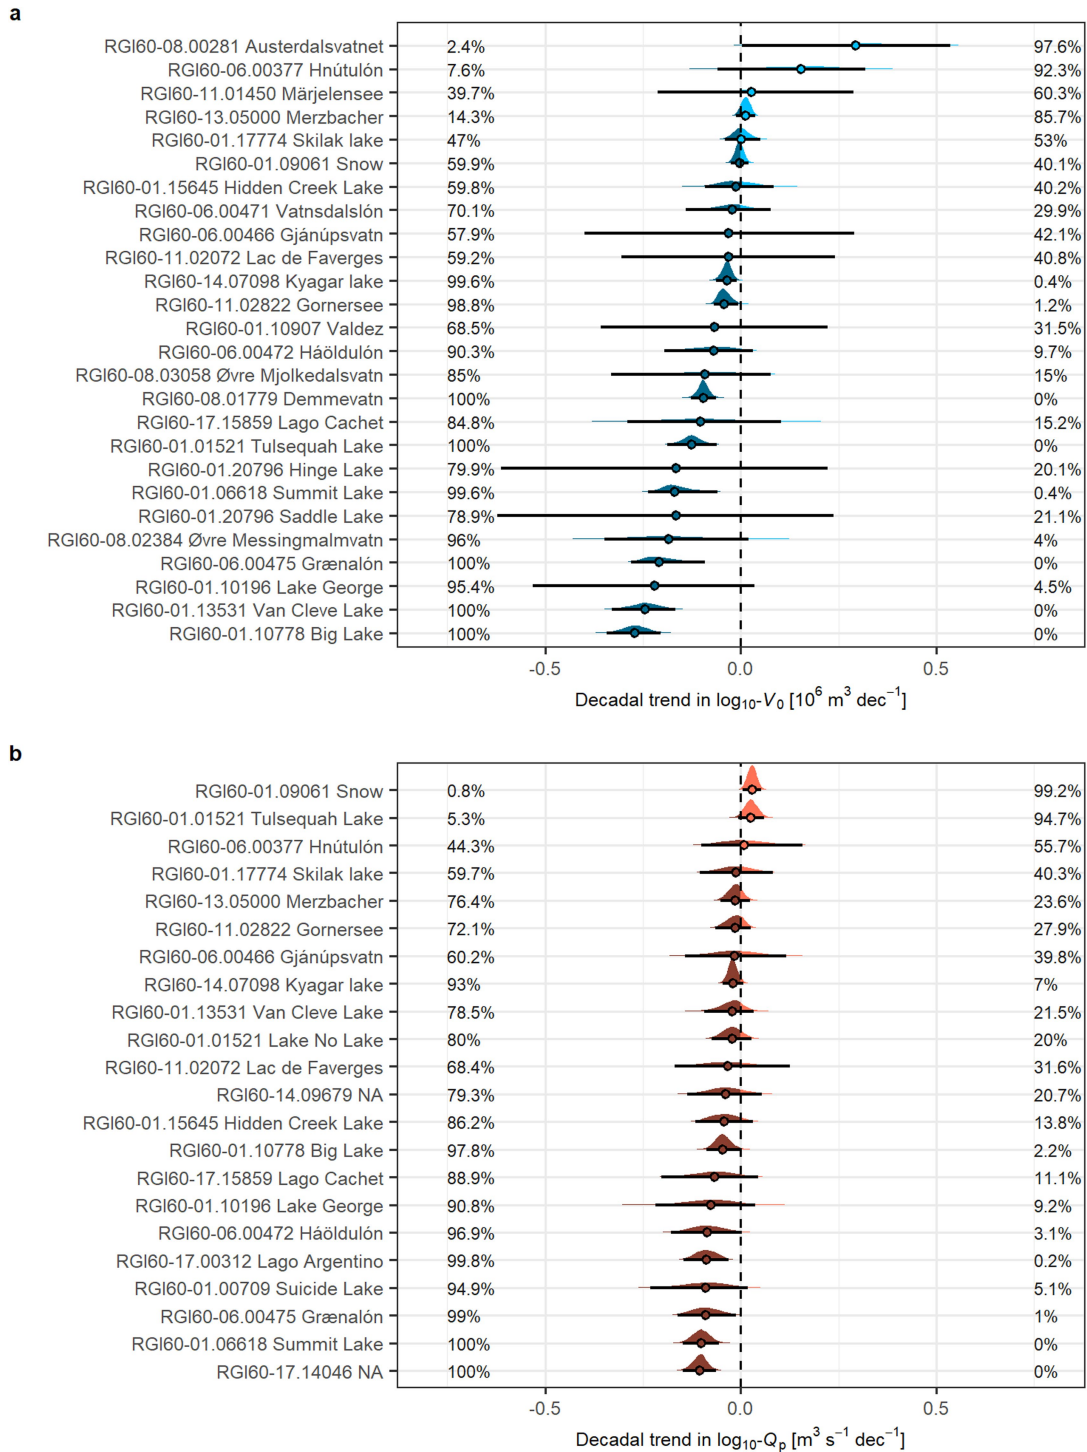 a
RGI60-08.00281 Austerdalsvatnet 2.4% 97.6%
RGI60-06.00377 Hnútulón 7.6% 92.3%
RGI60-11.01450 Märjelensee 39.7% 60.3%
RGI60-13.05000 Merzbacher 14.3% 85.7%
RGI60-01.17774 Skilak lake 47% 53%
RGI60-01.09061 Snow 59.9% 40.1%
RGI60-01.15645 Hidden Creek Lake 59.8% 40.2%
RGI60-06.00471 Vatnsdalslón 70.1% 29.9%
RGI60-06.00466 Gjánúpsvatn 57.9% 42.1%
RGI60-11.02072 Lac de Faverges 59.2% 40.8%
RGI60-14.07098 Kyagar lake 99.6% 0.4%
RGI60-11.02822 Gornersee 98.8% 1.2%
RGI60-01.10907 Valdez 68.5% 31.5%
RGI60-06.00472 Háöldulón 90.3% 9.7%
RGI60-08.03058 Øvre Mjolkedalsvatn 85% 15%
RGI60-08.01779 Demmevatn 100% 0%
RGI60-17.15859 Lago Cachet 84.8% 15.2%
RGI60-01.01521 Tulsequah Lake 100% 0%
RGI60-01.20796 Hinge Lake 79.9% 20.1%
RGI60-01.06618 Summit Lake 99.6% 0.4%
RGI60-01.20796 Saddle Lake 78.9% 21.1%
RGI60-08.02384 Øvre Messingmalmvatn 96% 4%
RGI60-06.00475 Grænalón 100% 0%
RGI60-01.10196 Lake George 95.4% 4.5%
RGI60-01.13531 Van Cleve Lake 100% 0%
RGI60-01.10778 Big Lake 100% 0%
-0.5 0.0 0.5
Decadal trend in log₁₀-V₀ [10⁶ m³ dec⁻¹]
b
RGI60-01.09061 Snow 0.8% 99.2%
RGI60-01.01521 Tulsequah Lake 5.3% 94.7%
RGI60-06.00377 Hnútulón 44.3% 55.7%
RGI60-01.17774 Skilak lake 59.7% 40.3%
RGI60-13.05000 Merzbacher 76.4% 23.6%
RGI60-11.02822 Gornersee 72.1% 27.9%
RGI60-06.00466 Gjánúpsvatn 60.2% 39.8%
RGI60-14.07098 Kyagar lake 93% 7%
RGI60-01.13531 Van Cleve Lake 78.5% 21.5%
RGI60-01.01521 Lake No Lake 80% 20%
RGI60-11.02072 Lac de Faverges 68.4% 31.6%
RGI60-14.09679 NA 79.3% 20.7%
RGI60-01.15645 Hidden Creek Lake 86.2% 13.8%
RGI60-01.10778 Big Lake 97.8% 2.2%
RGI60-17.15859 Lago Cachet 88.9% 11.1%
RGI60-01.10196 Lake George 90.8% 9.2%
RGI60-06.00472 Háöldulón 96.9% 3.1%
RGI60-17.00312 Lago Argentino 99.8% 0.2%
RGI60-01.00709 Suicide Lake 94.9% 5.1%
RGI60-06.00475 Grænalón 99% 1%
RGI60-01.06618 Summit Lake 100% 0%
RGI60-17.14046 NA 100% 0%
-0.5 0.0 0.5
Decadal trend in log₁₀-Qₚ [m³ s⁻¹ dec⁻¹]